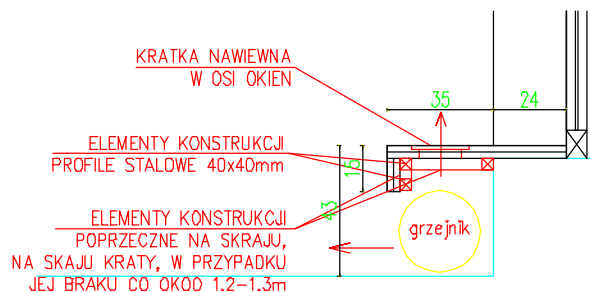 KRATKA NAWIEWNA
W OSI OKIEN
35
24
ELEMENTY KONSTRUKCJI
PROFILE STALOWE 40x40mm
15
43
ELEMENTY KONSTRUKCJI
POPRZECZNE NA SKRAJU,
NA SKAJU KRATY, W PRZYPADKU
JEJ BRAKU CO OKOO 1.2-1.3m
grzejnik